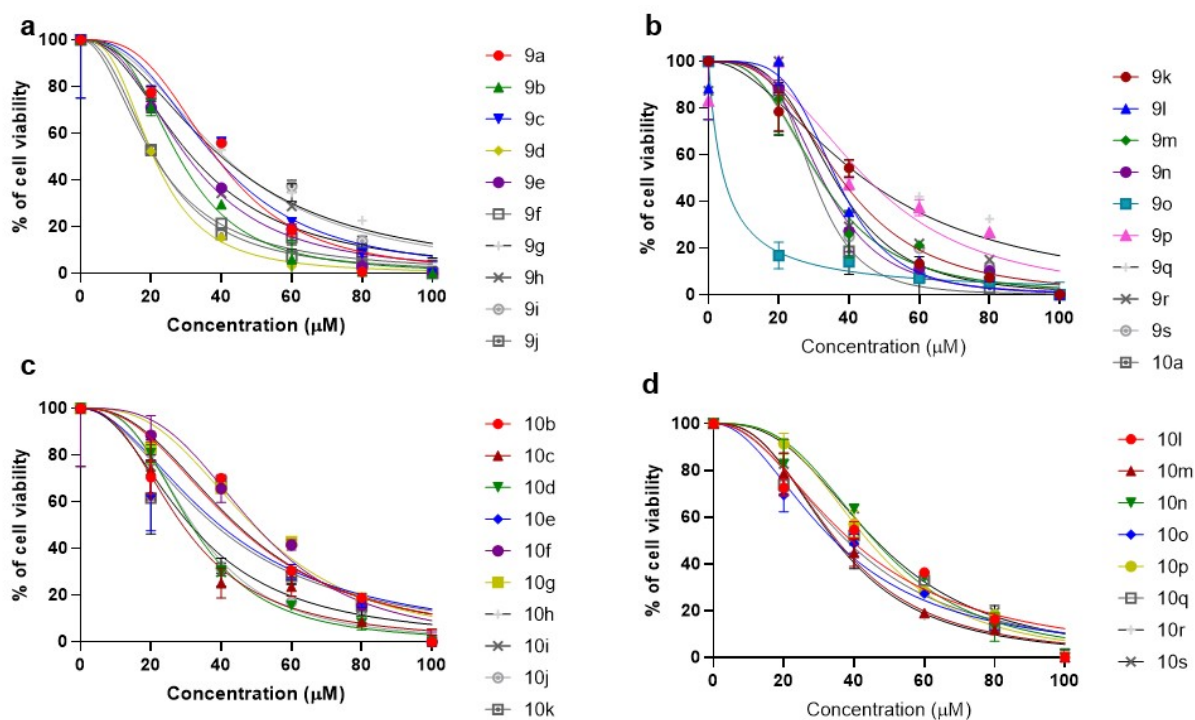 a
100
80
60
40
20
0
% of cell viability
0 20 40 60 80 100
Concentration (μM)
9a
9b
9c
9d
9e
9f
9g
9h
9i
9j
b
100
80
60
40
20
0
% of cell viability
0 20 40 60 80 100
Concentration (μM)
9k
9l
9m
9n
9o
9p
9q
9r
9s
10a
c
100
80
60
40
20
0
% of cell viability
0 20 40 60 80 100
Concentration (μM)
10b
10c
10d
10e
10f
10g
10h
10i
10j
10k
d
100
80
60
40
20
0
% of cell viability
0 20 40 60 80 100
Concentration (μM)
10l
10m
10n
10o
10p
10q
10r
10s